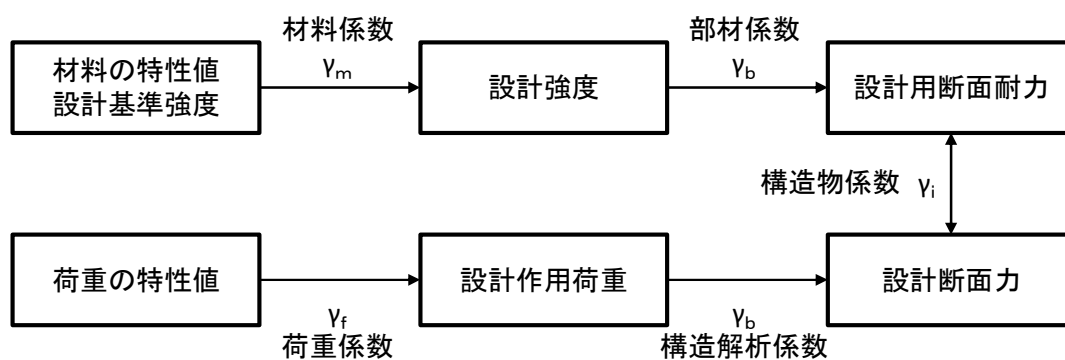 材料係数
γm
部材係数
γb
材料の特性値
設計基準強度
設計強度
設計用断面耐力
構造物係数 γi
荷重の特性値
設計作用荷重
設計断面力
γf
荷重係数
γb
構造解析係数